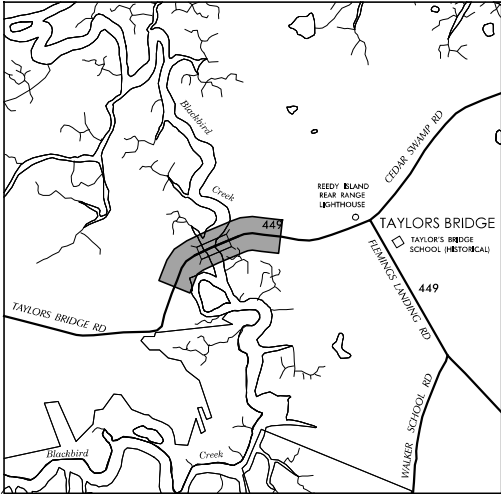 Blackbird
Creek
CEDAR SWAMP RD
REEDY ISLAND
REAR RANGE
LIGHTHOUSE
449
TAYLORS BRIDGE
TAYLOR'S BRIDGE
SCHOOL (HISTORICAL)
FLEMINGS LANDING RD
449
TAYLORS BRIDGE RD
WALKER SCHOOL RD
Blackbird
Creek